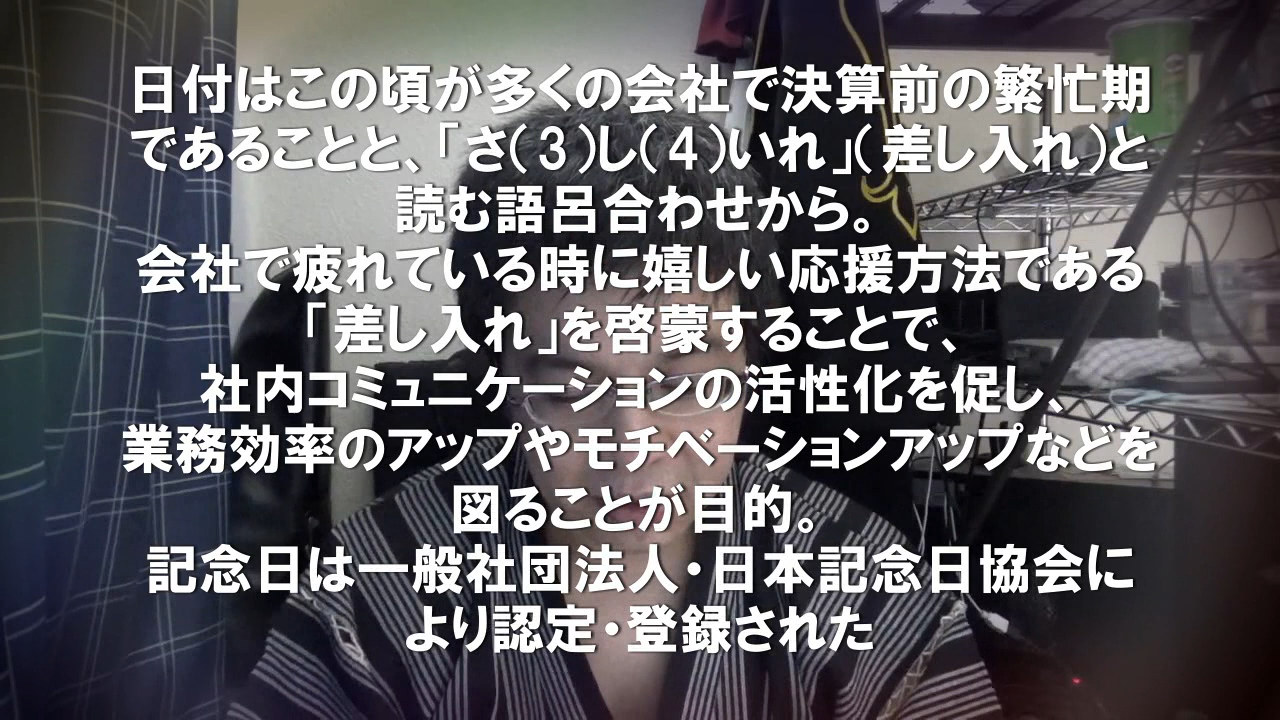 日付はこの頃が多くの会社で決算前の繁忙期
であることと、「さ(3)し(4)いれ」(差し入れ)と
読む語呂合わせから。
会社で疲れている時に嬉しい応援方法である
「差し入れ」を啓蒙することで、
社内コミュニケーションの活性化を促し、
業務効率のアップやモチベーションアップなどを
図ることが目的。
記念日は一般社団法人・日本記念日協会に
より認定・登録された